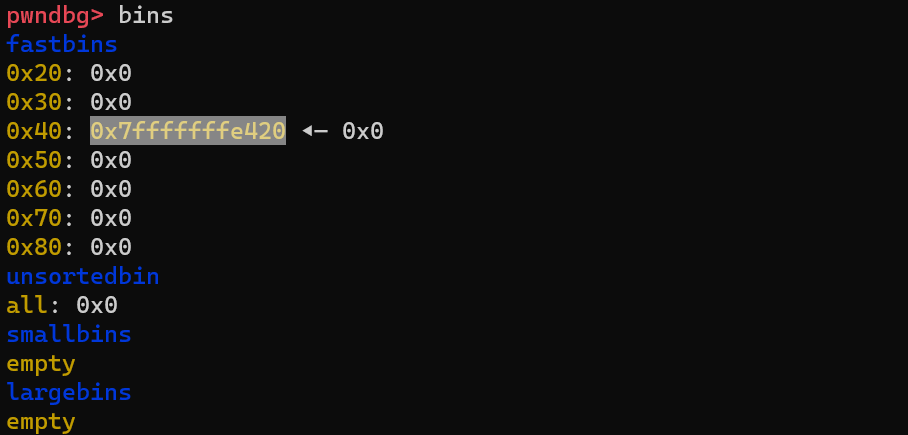 pwndbg> bins
fastbins
0x20: 0x0
0x30: 0x0
0x40: 0x7fffffffe420 ◂— 0x0
0x50: 0x0
0x60: 0x0
0x70: 0x0
0x80: 0x0
unsortedbin
all: 0x0
smallbins
empty
largebins
empty